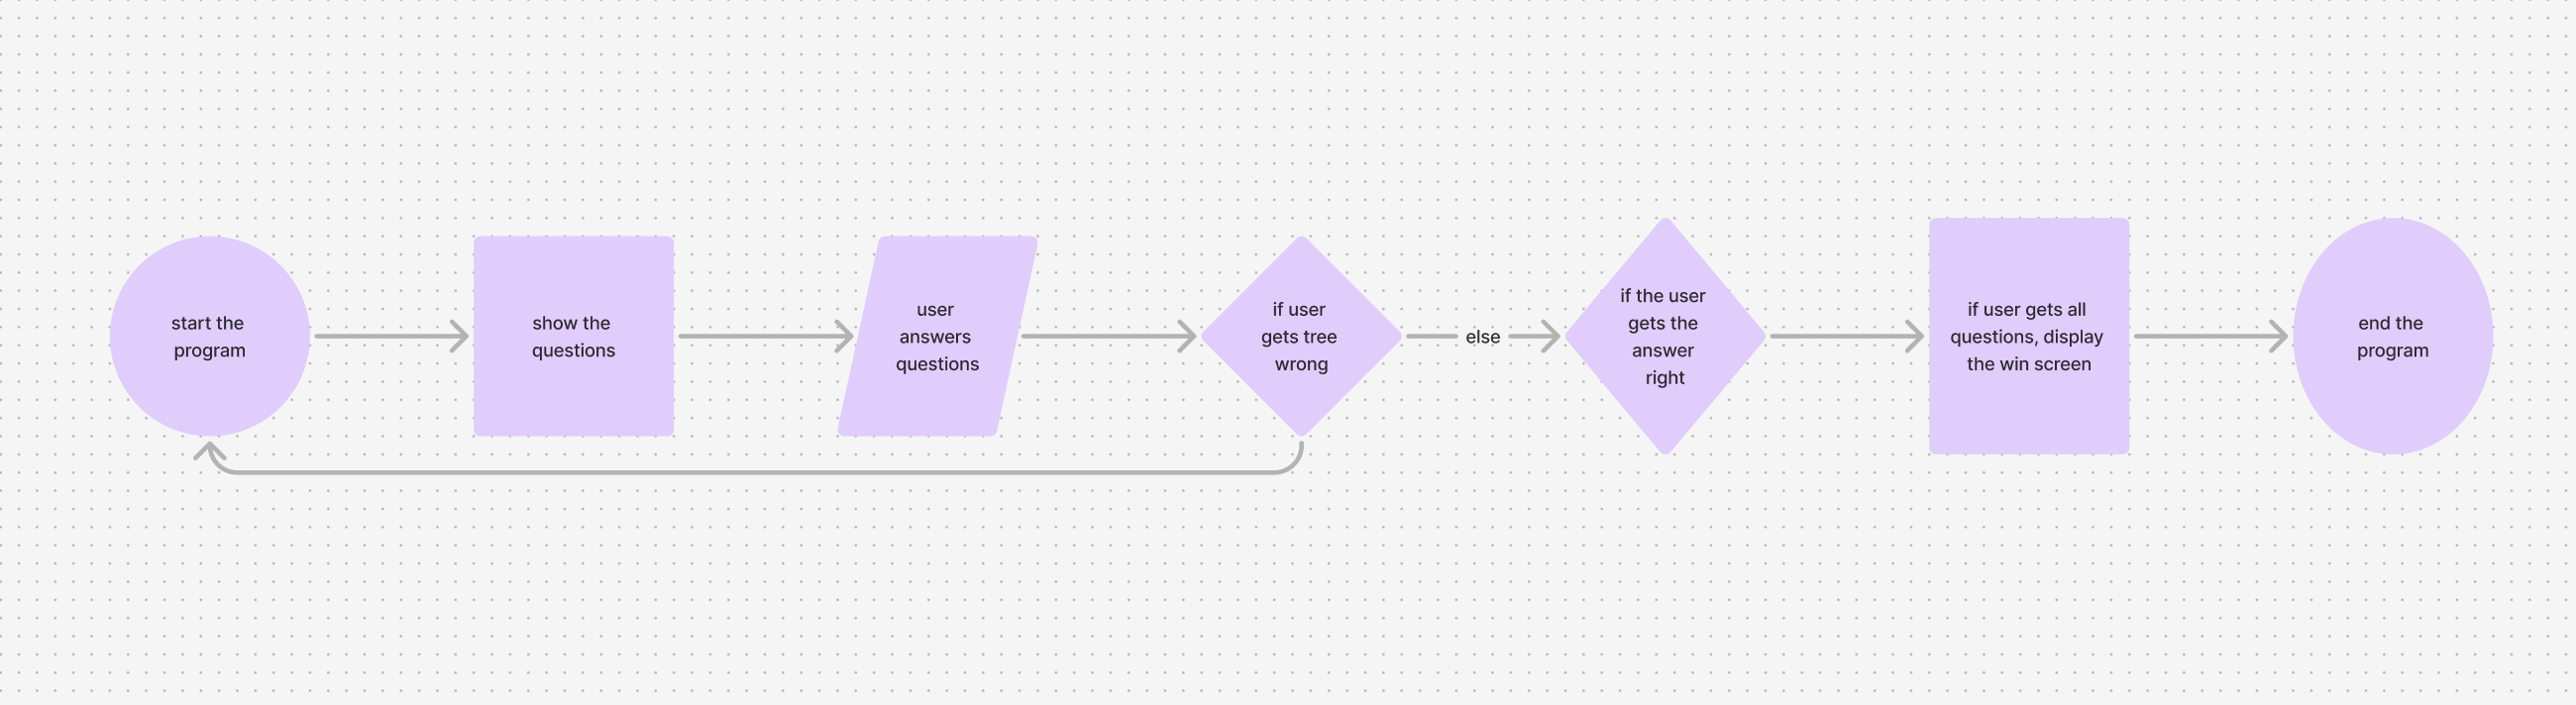 start the
program
show the
questions
user
answers
questions
if user
gets tree
wrong
else
if the user
gets the
answer
right
if user gets all
questions, display
the win screen
end the
program